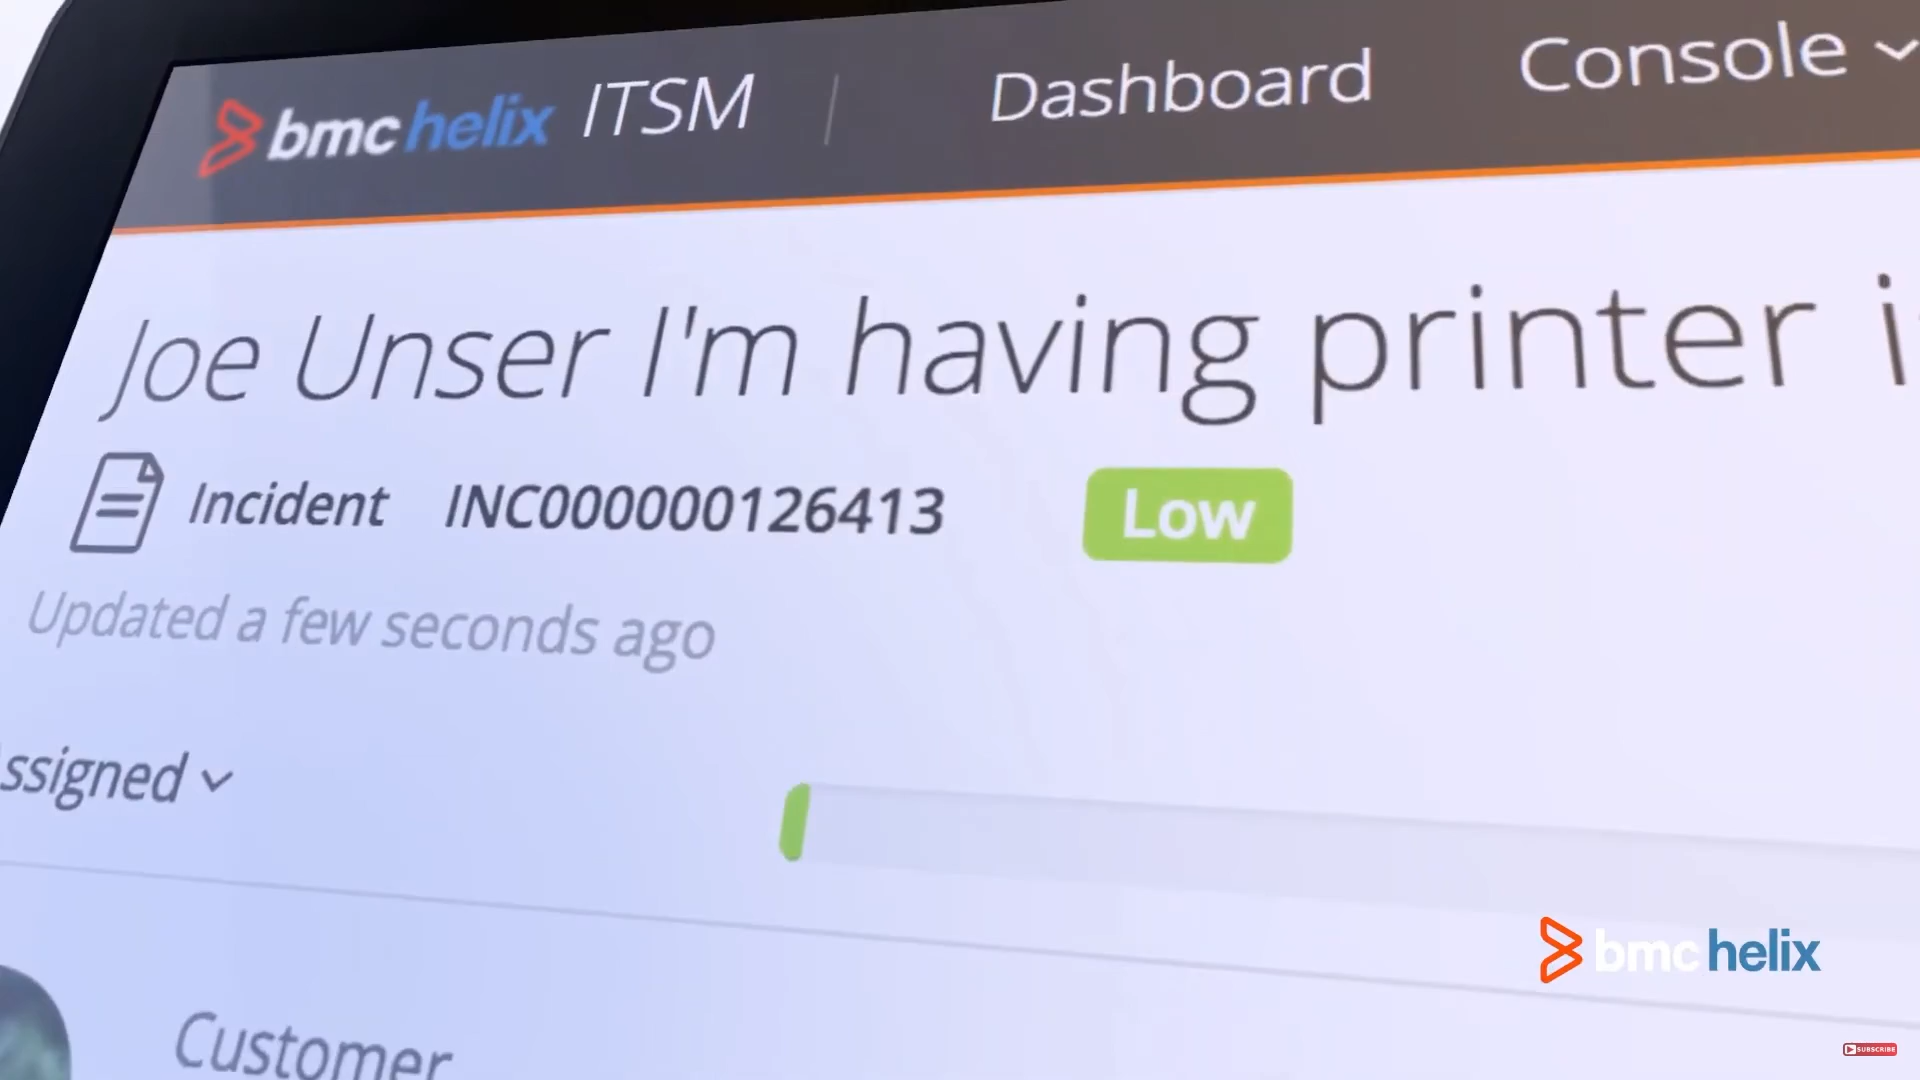 bmc helix ITSM | Dashboard Console
Joe Unser I'm having printer
Incident INC000000126413 Low
Updated a few seconds ago
ssigned
Customer
bmc helix
SUBSCRIBE